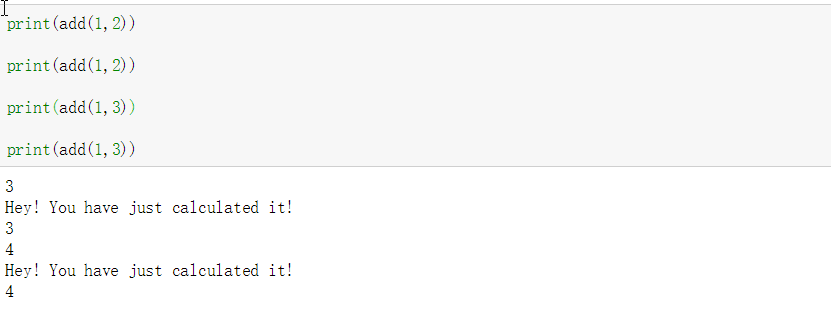 print(add(1,2))
print(add(1,2))
print(add(1,3))
print(add(1,3))
3
Hey! You have just calculated it!
3
4
Hey! You have just calculated it!
4